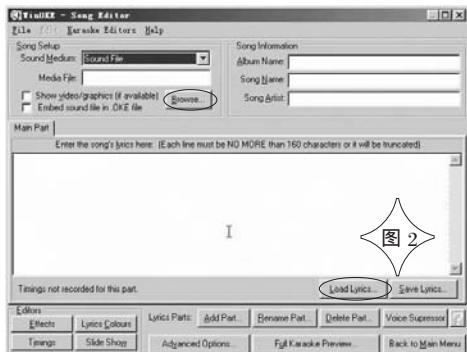 WinOKE - Song Editor
File Edit Karaoke Editors Help
Song Setup
Sound Medium: Sound File
Media File:
Show video/graphics (if available)
Embed sound file in .OKE file
Browse...
Song Information
Album Name:
Song Name:
Song Artist:
Main Part
Enter the song's lyrics here: (Each line must be NO MORE than 160 characters or it will be truncated)
图 2
Timings not recorded for this part.
Load Lyrics...
Save Lyrics...
Editors
Effects
Lyrics Colours
Timings
Slide Show
Lyrics Parts:
Add Part...
Rename Part...
Delete Part...
Voice Supressor
Advanced Options...
Full Karaoke Preview...
Back to Main Menu